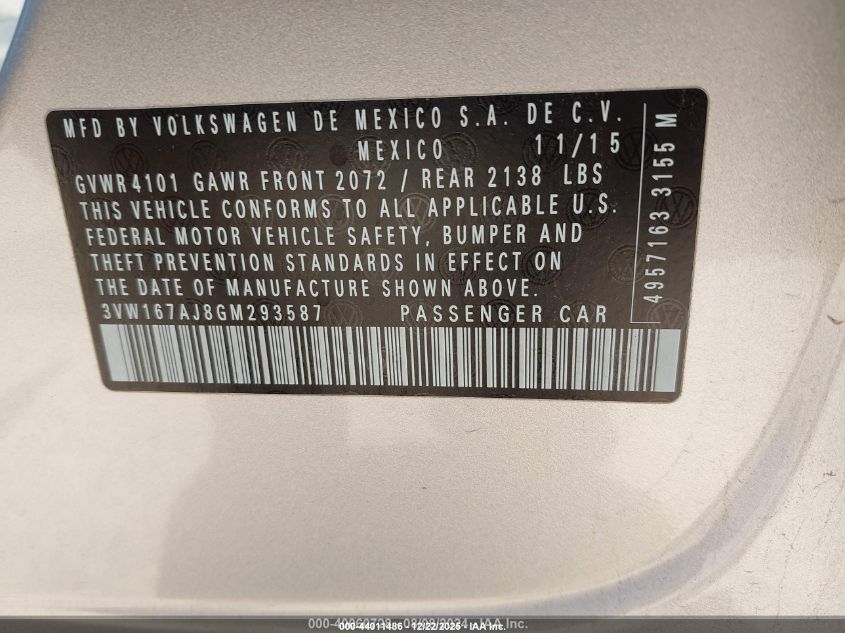 MFD BY VOLKSWAGEN DE MEXICO S.A. DE C.V.
MEXICO 11/15
GVWR4101 GAWR FRONT 2072 / REAR 2138 LBS
THIS VEHICLE CONFORMS TO ALL APPLICABLE U.S.
FEDERAL MOTOR VEHICLE SAFETY, BUMPER AND
THEFT PREVENTION STANDARDS IN EFFECT ON
THE DATE OF MANUFACTURE SHOWN ABOVE.
3VW167AJ8GM293587 PASSENGER CAR
4957163 3155 M
000-44011486 - 12/22/2025 - IAA Inc.